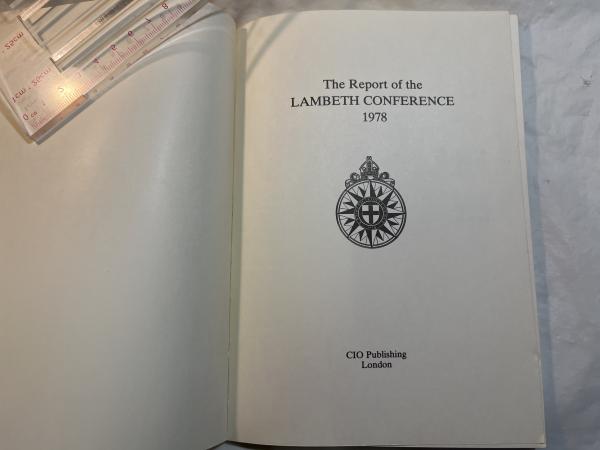 The Report of the
LAMBETH CONFERENCE
1978
CIO Publishing
London